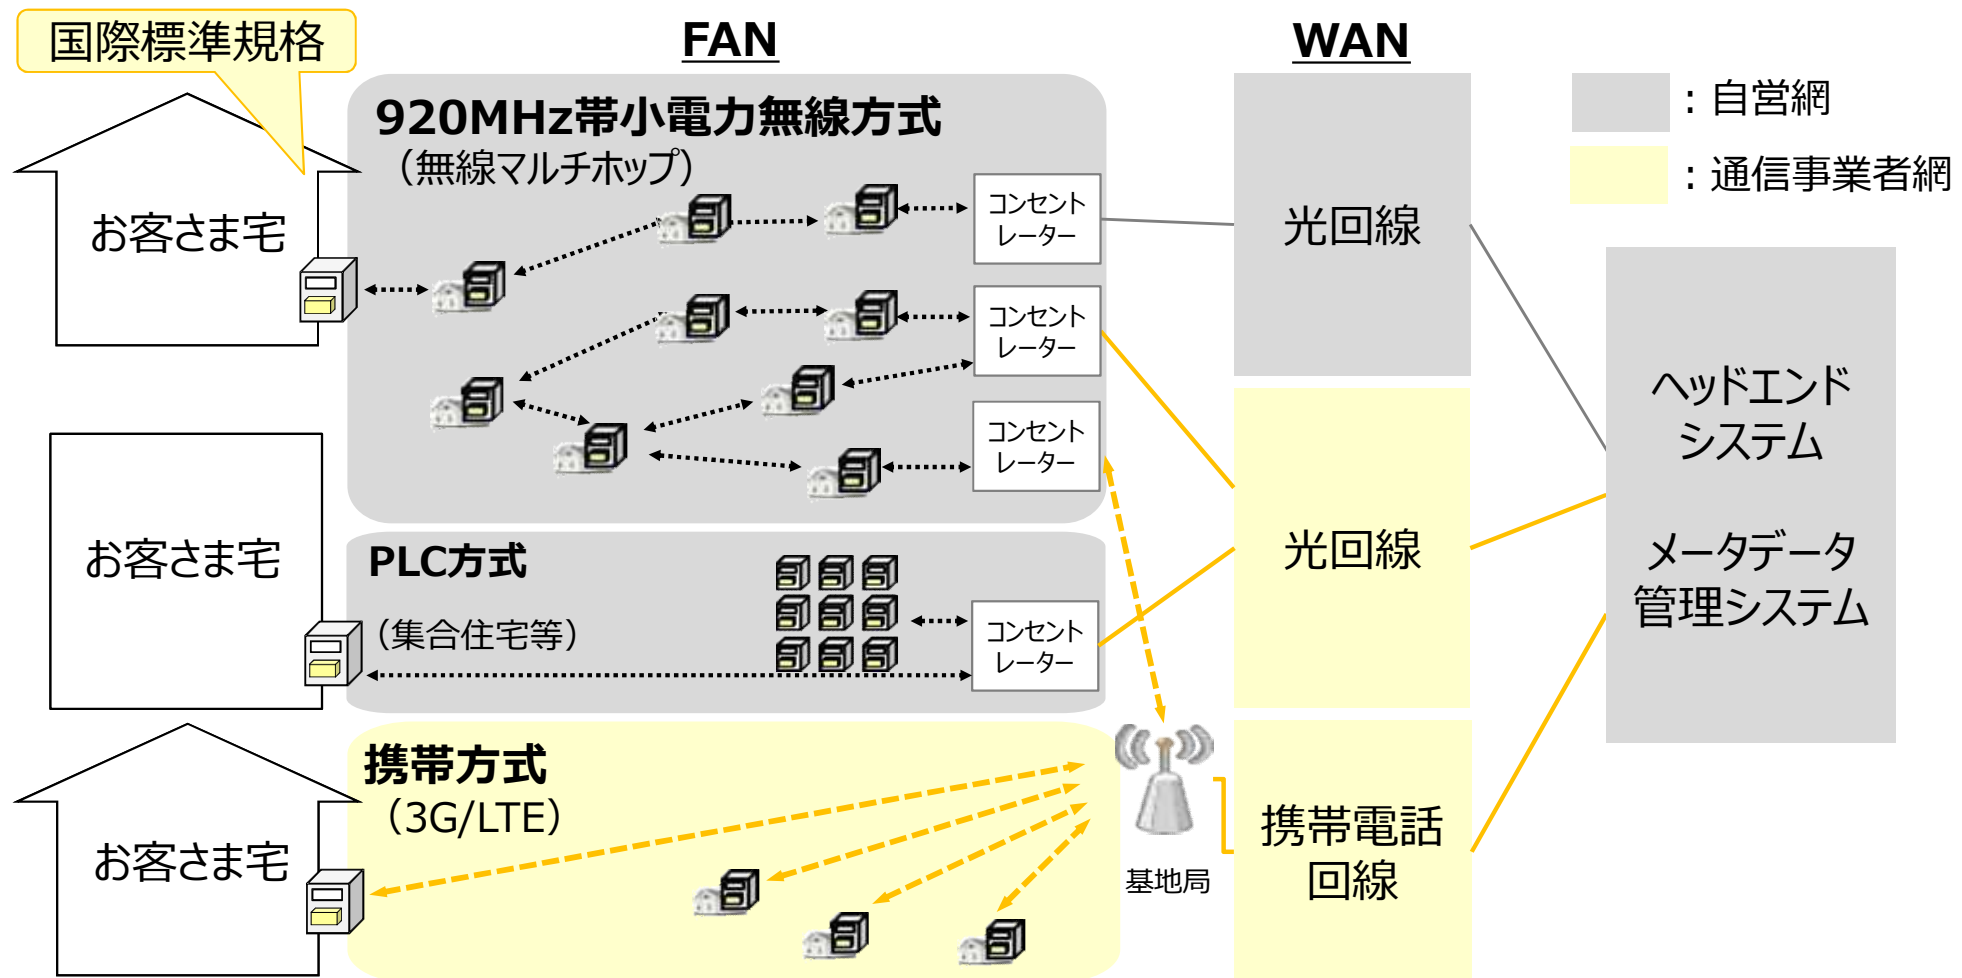 国際標準規格
FAN
WAN
：自営網
：通信事業者網
920MHz帯小電力無線方式
（無線マルチホップ）
お客さま宅
コンセント
レーター
コンセント
レーター
コンセント
レーター
光回線
ヘッドエンド
システム
メータデータ
管理システム
お客さま宅
PLC方式
（集合住宅等）
コンセント
レーター
光回線
お客さま宅
携帯方式
（3G/LTE）
基地局
携帯電話
回線